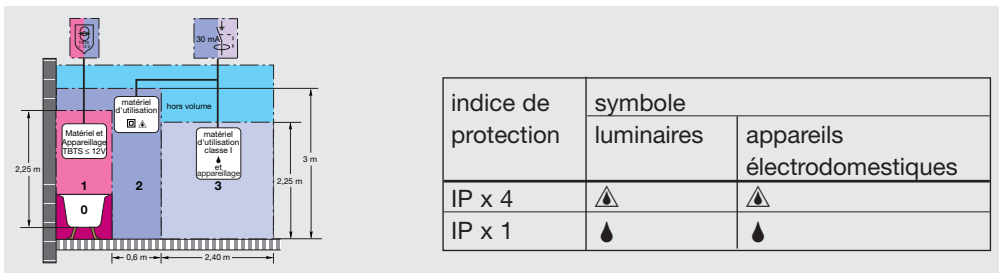 TBTS
12 V
30 mA
matériel
d'utilisation
hors volume
Matériel et
Appareillage
TBTS ≤ 12V
matériel
d'utilisation
classe I
et
appareillage
3 m
2,25 m
2,25 m
1
2
3
0
0,6 m
2,40 m
indice de
protection
symbole
luminaires
appareils
électrodomestiques
IP x 4
IP x 1